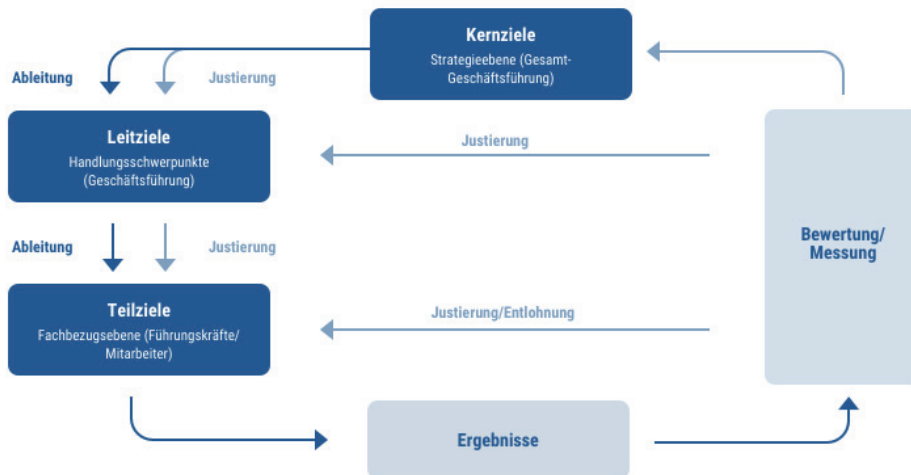 Kernziele
Strategieebene (Gesamt-
Geschäftsführung)
Ableitung
Justierung
Leitziele
Handlungsschwerpunkte
(Geschäftsführung)
Justierung
Bewertung/
Messung
Ableitung
Justierung
Teilziele
Fachbezugsebene (Führungskräfte/
Mitarbeiter)
Justierung/Entlohnung
Ergebnisse